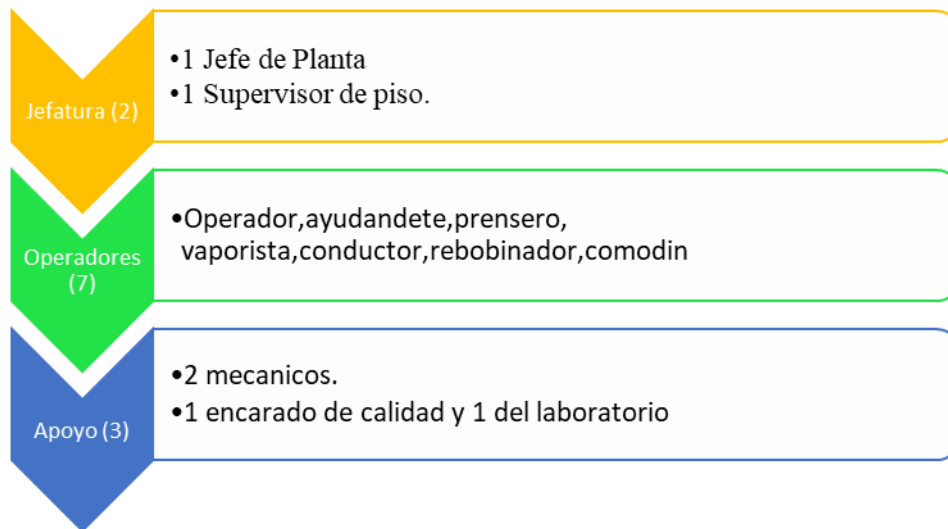 Jefatura (2)
•1 Jefe de Planta
•1 Supervisor de piso.
Operadores
(7)
•Operador,ayudandete,prensero,
vaporista,conductor,rebobinador,comodin
Apoyo (3)
•2 mecanicos.
•1 encarado de calidad y 1 del laboratorio